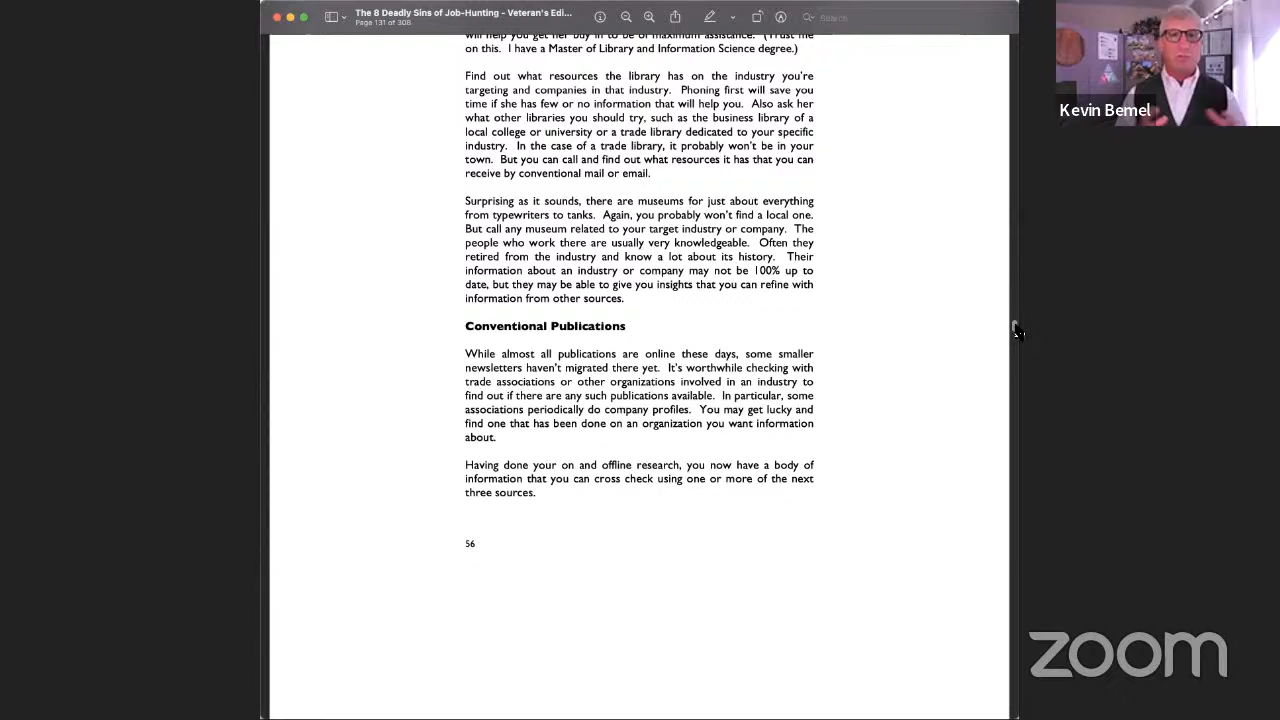 The 8 Deadly Sins of Job-Hunting - Veteran's Edi...
Page 131 of 308
Search
will help you get her buy in to be of maximum assistance. (Trust me
on this. I have a Master of Library and Information Science degree.)
Find out what resources the library has on the industry you're
targeting and companies in that industry. Phoning first will save you
time if she has few or no information that will help you. Also ask her
what other libraries you should try, such as the business library of a
local college or university or a trade library dedicated to your specific
industry. In the case of a trade library, it probably won't be in your
town. But you can call and find out what resources it has that you can
receive by conventional mail or email.
Surprising as it sounds, there are museums for just about everything
from typewriters to tanks. Again, you probably won't find a local one.
But call any museum related to your target industry or company. The
people who work there are usually very knowledgeable. Often they
retired from the industry and know a lot about its history. Their
information about an industry or company may not be 100% up to
date, but they may be able to give you insights that you can refine with
information from other sources.
Conventional Publications
While almost all publications are online these days, some smaller
newsletters haven't migrated there yet. It's worthwhile checking with
trade associations or other organizations involved in an industry to
find out if there are any such publications available. In particular, some
associations periodically do company profiles. You may get lucky and
find one that has been done on an organization you want information
about.
Having done your on and offline research, you now have a body of
information that you can cross check using one or more of the next
three sources.
56
Kevin Bemel
zoom